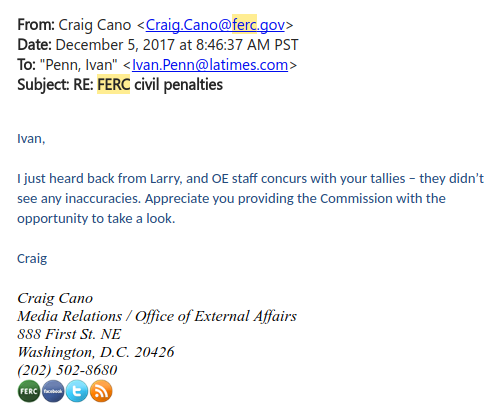 From: Craig Cano <Craig.Cano@ferc.gov>
Date: December 5, 2017 at 8:46:37 AM PST
To: "Penn, Ivan" <Ivan.Penn@latimes.com>
Subject: RE: FERC civil penalties
Ivan,
I just heard back from Larry, and OE staff concurs with your tallies – they didn't
see any inaccuracies. Appreciate you providing the Commission with the
opportunity to take a look.
Craig
Craig Cano
Media Relations / Office of External Affairs
888 First St. NE
Washington, D.C. 20426
(202) 502-8680
FERC facebook t